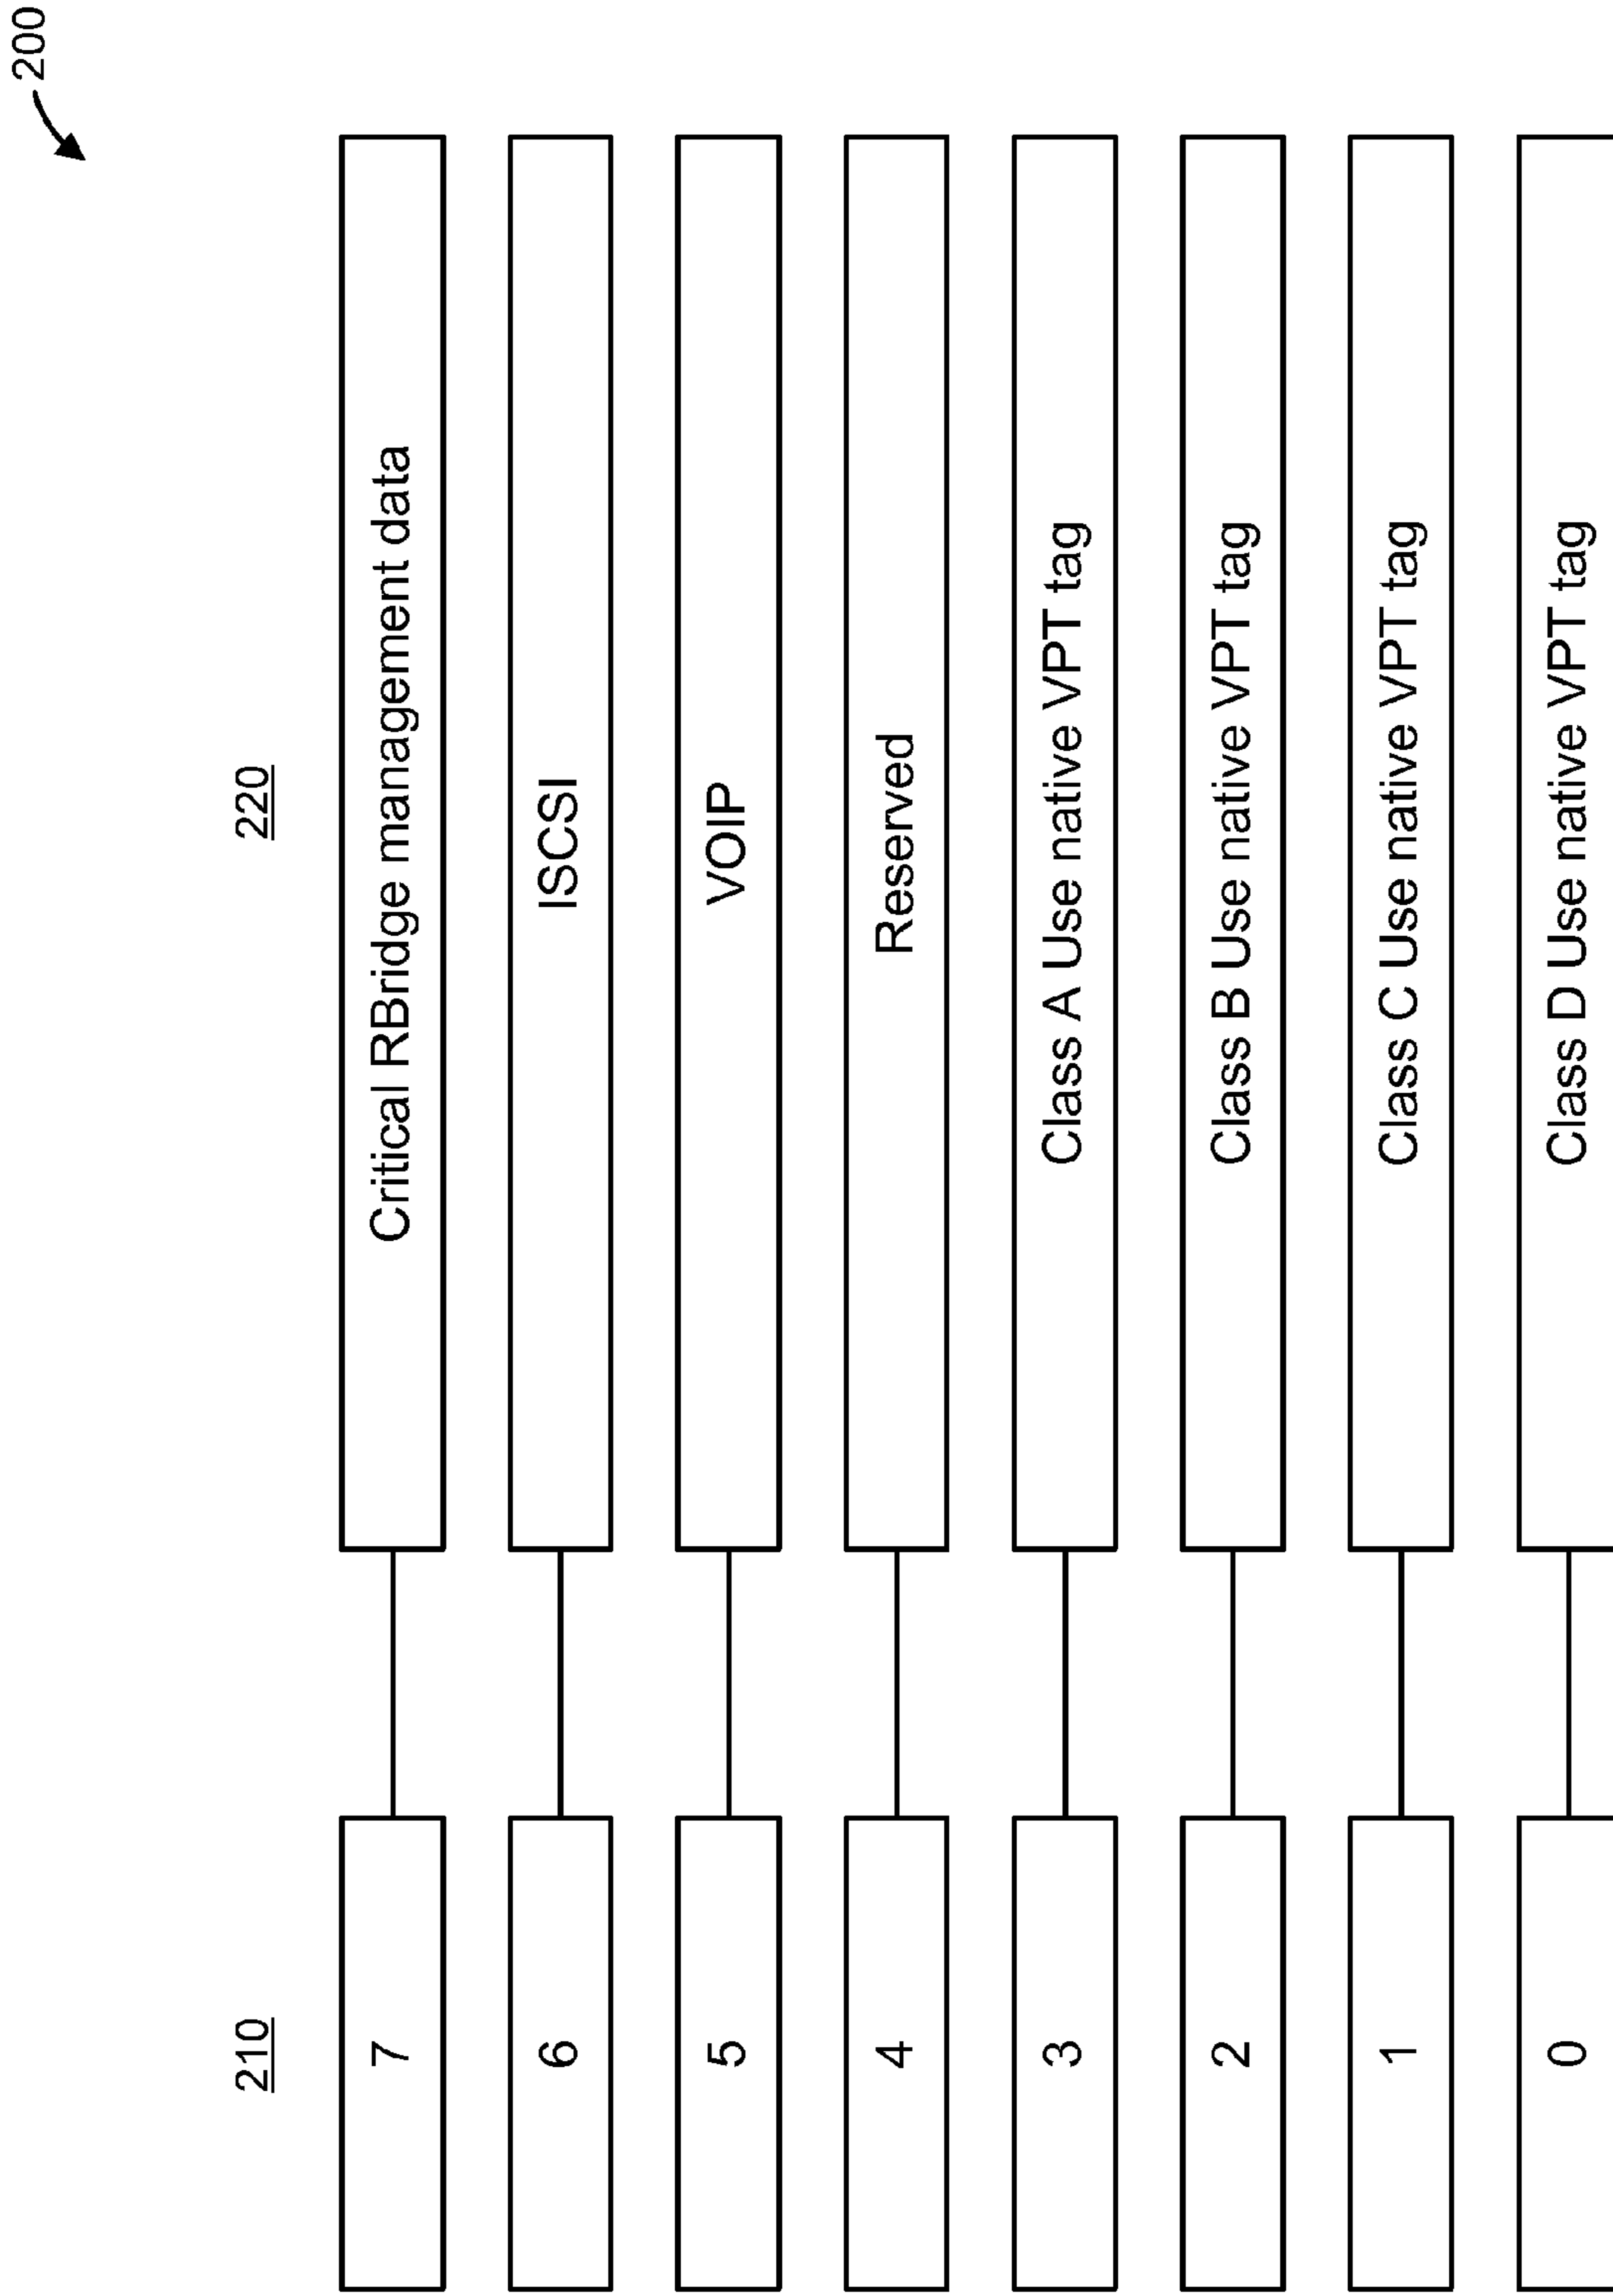 200
210
220
7
Critical RBridge management data
6
ISCSI
5
VOIP
4
Reserved
3
Class A Use native VPT tag
2
Class B Use native VPT tag
1
Class C Use native VPT tag
0
Class D Use native VPT tag